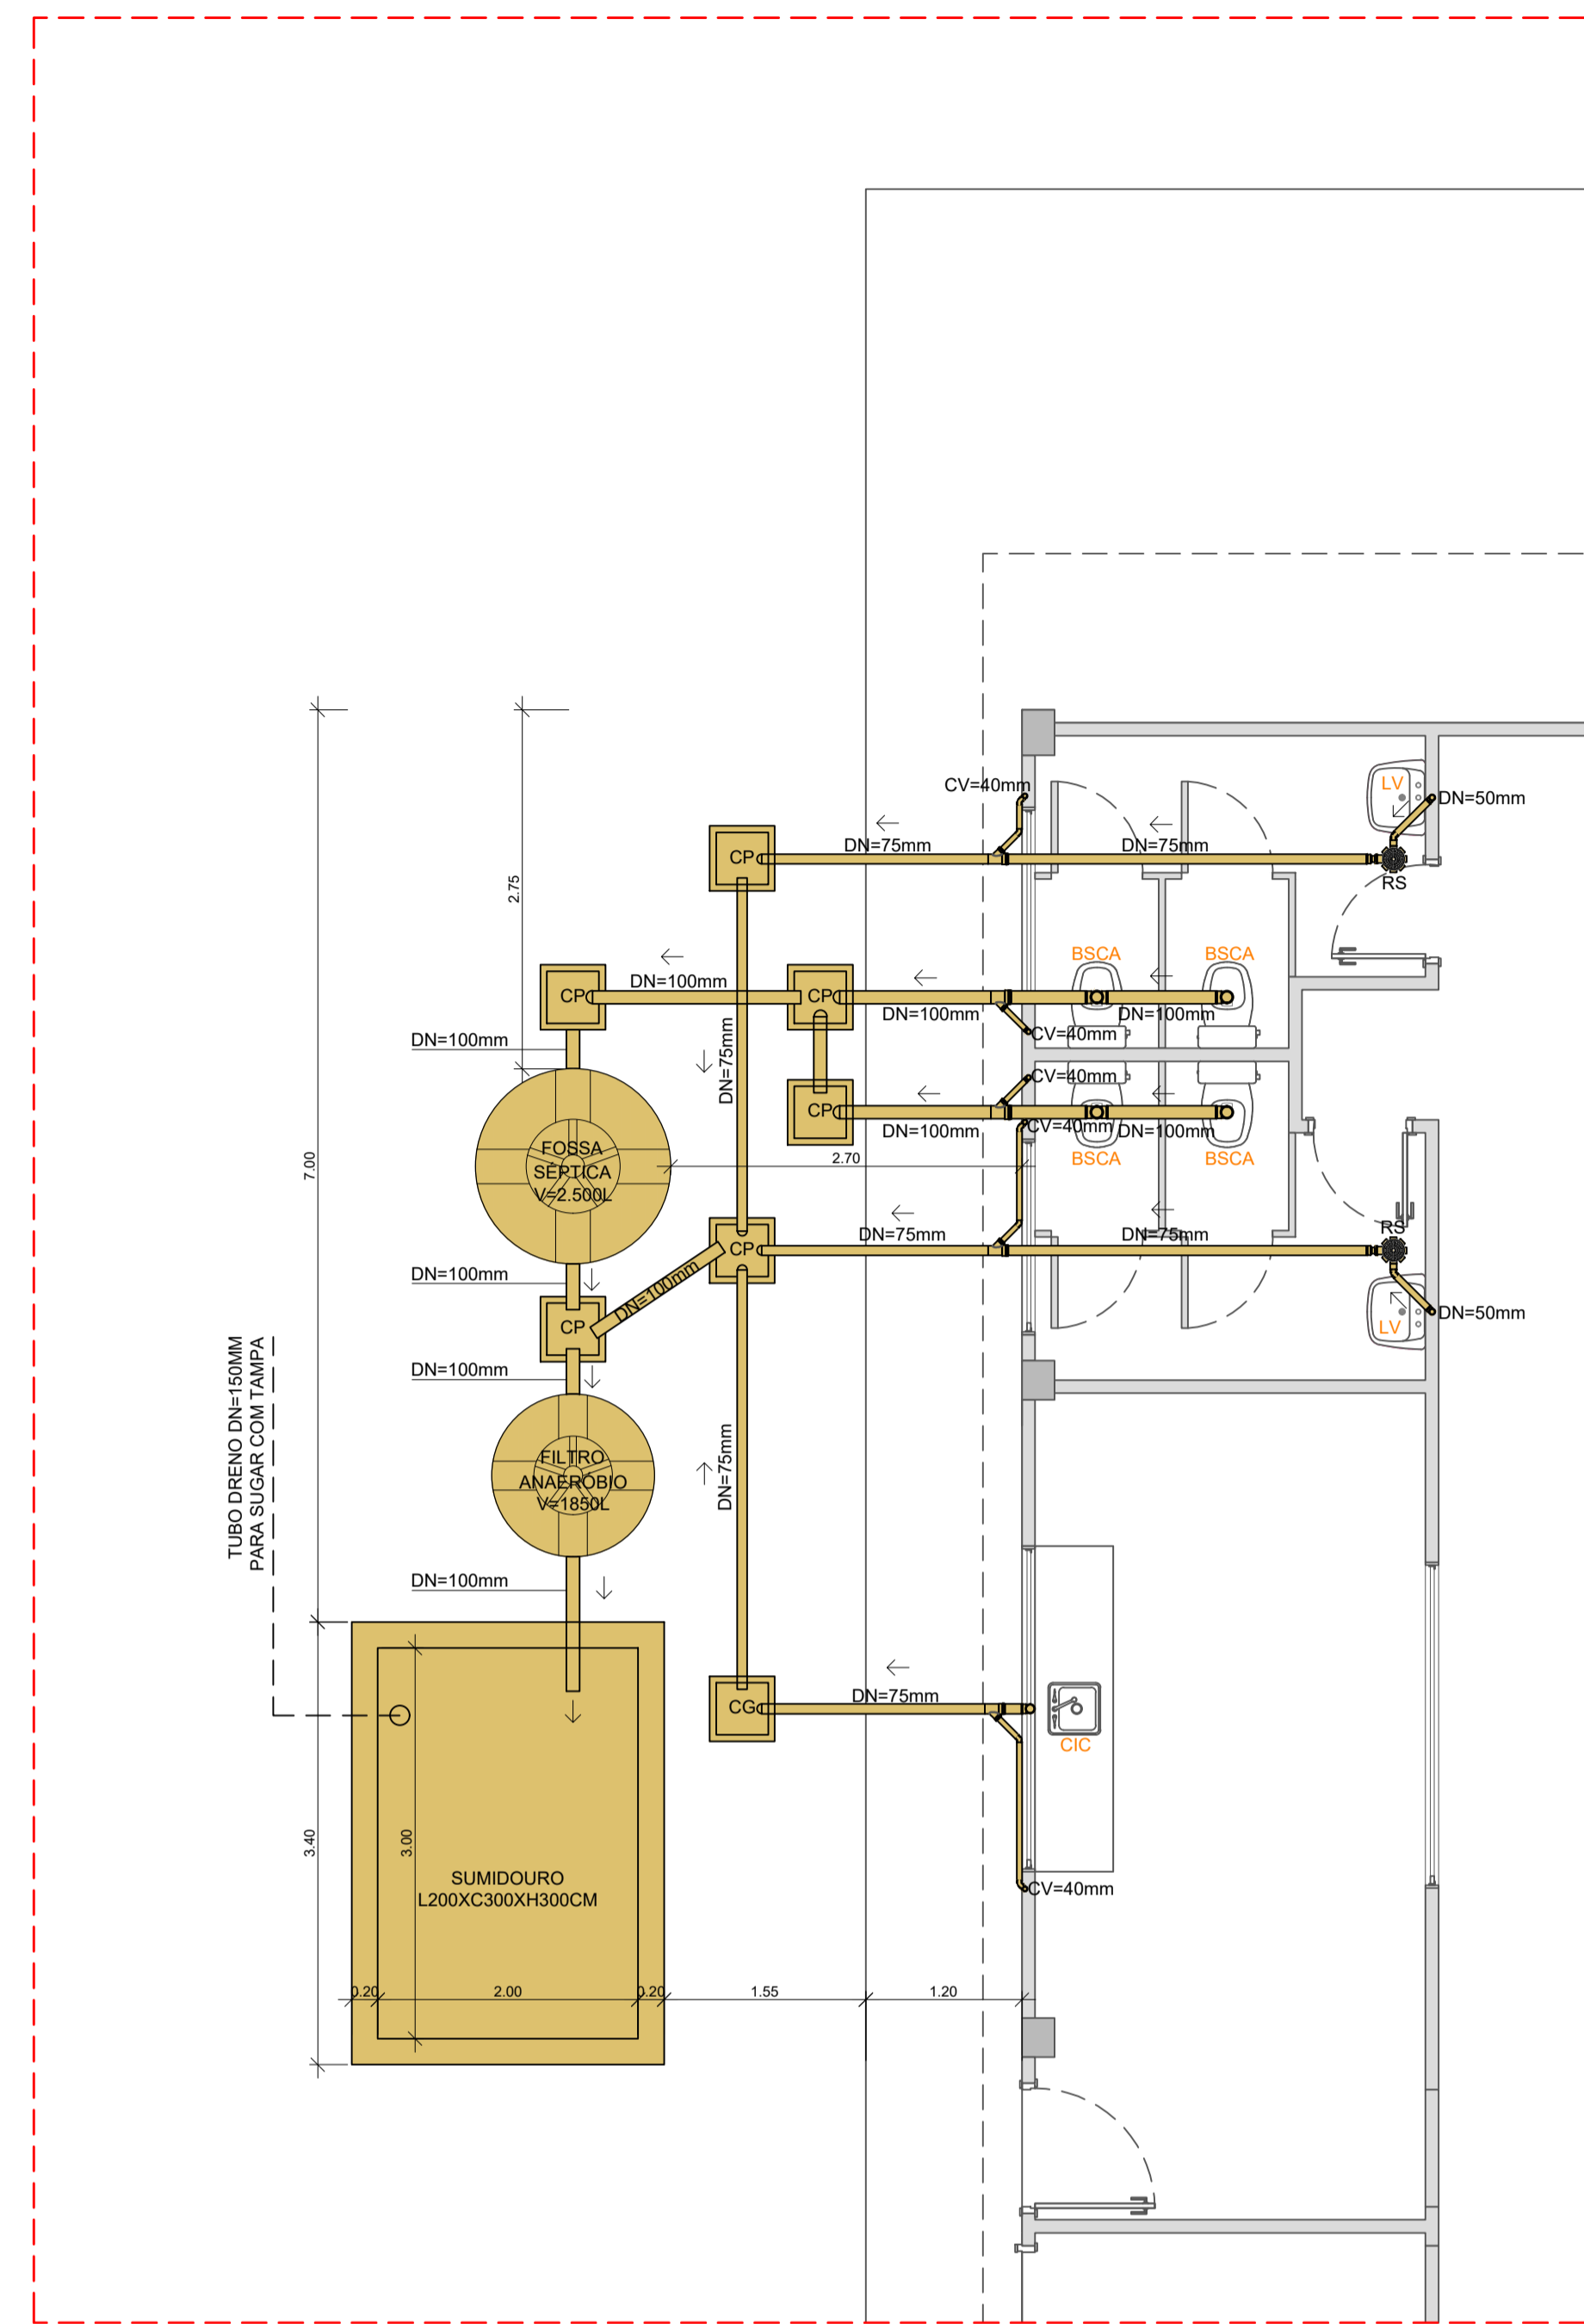 CV=40mm
LV
DN=50mm
DN=75mm
DN=75mm
CP
RS
2.75
BSCA
BSCA
DN=100mm
CP
CP
DN=100mm
DN=100mm
CV=40mm
DN=100mm
DN=75mm
CV=40mm
CP
CV=40mm
DN=100mm
DN=100mm
BSCA
BSCA
7.00
2.70
FOSSA
SÉPTICA
V=2.500L
DN=75mm
DN=75mm
RS
CP
DN=100mm
DN=100mm
CP
LV
DN=50mm
DN=100mm
TUBO DRENO DN=150MM
PARA SUGAR COM TAMPA
FILTRO
ANAERÓBIO
V=1850L
DN=75mm
DN=100mm
DN=75mm
CG
CIC
3.40
3.00
SUMIDOURO
L200XC300XH300CM
CV=40mm
0.20
2.00
0.20
1.55
1.20